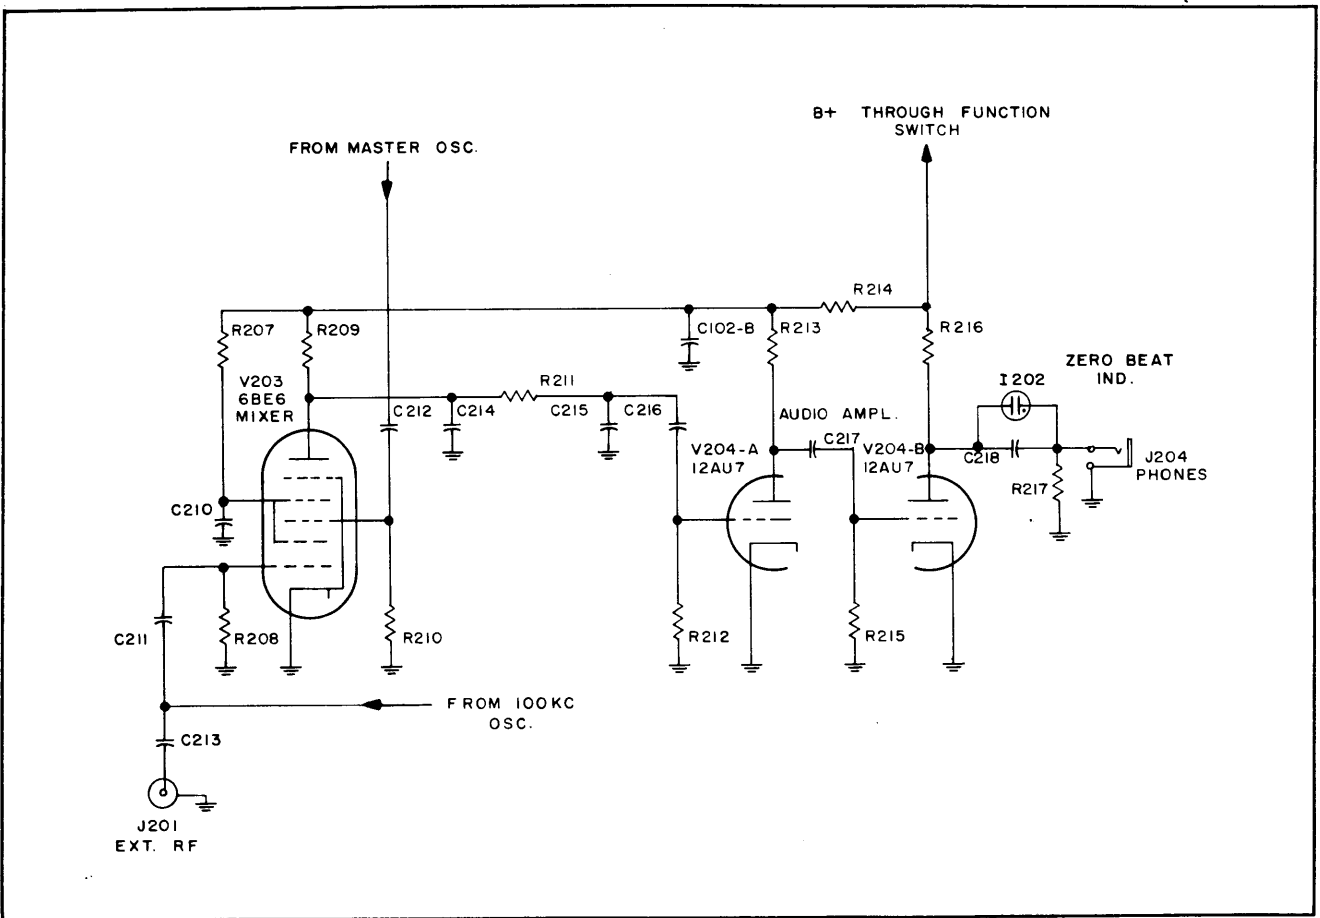 B+ THROUGH FUNCTION
SWITCH
FROM MASTER OSC.
R214
R207
R209
C102-B
R213
R216
ZERO BEAT
IND.
I202
V203
6BE6
MIXER
R211
C212
C214
C215
C216
AUDIO AMPL.
C217
V204-A
12AU7
V204-B
12AU7
C218
J204
PHONES
R217
C210
C211
R208
R210
R212
R215
FROM 100KC
OSC.
C213
J201
EXT. RF